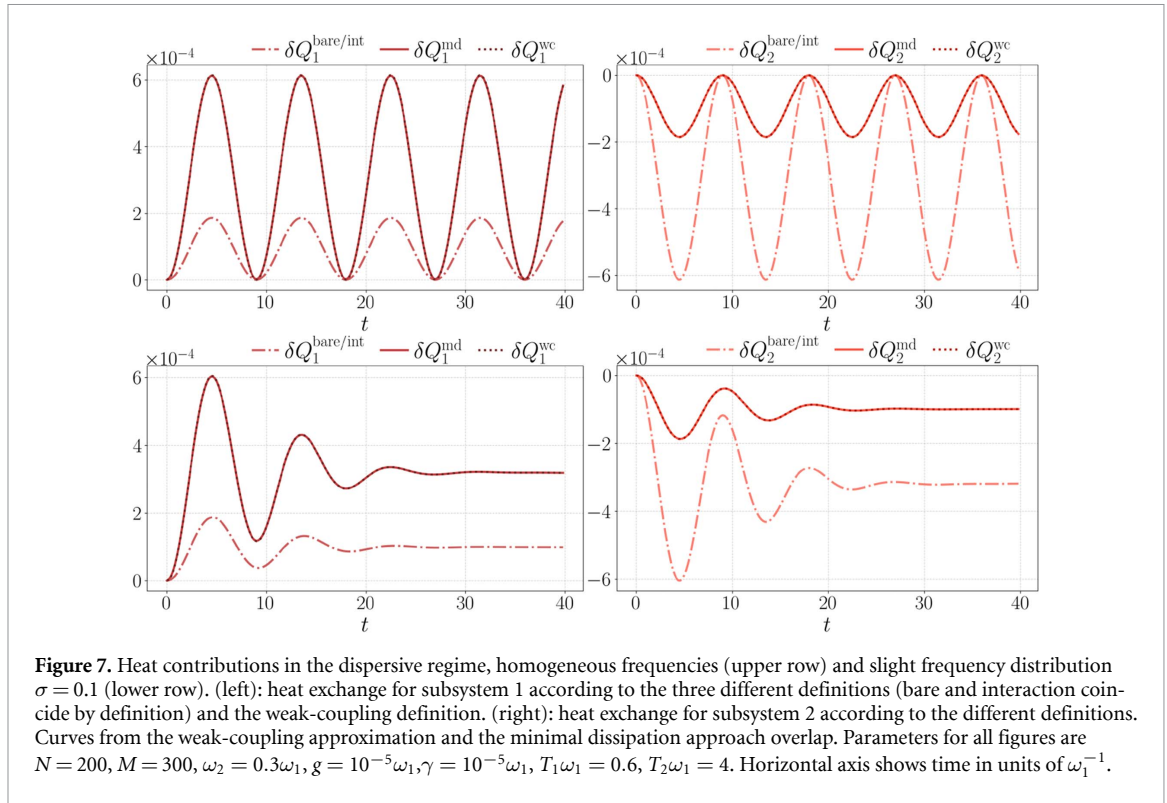 δQ₁^bare/int δQ₁^md δQ₁^wc
×10⁻⁴
6
4
2
0
0 10 20 30 40
t
δQ₂^bare/int δQ₂^md δQ₂^wc
×10⁻⁴
0
−2
−4
−6
0 10 20 30 40
t
δQ₁^bare/int δQ₁^md δQ₁^wc
×10⁻⁴
6
4
2
0
0 10 20 30 40
t
δQ₂^bare/int δQ₂^md δQ₂^wc
×10⁻⁴
0
−2
−4
−6
0 10 20 30 40
t
Figure 7. Heat contributions in the dispersive regime, homogeneous frequencies (upper row) and slight frequency distribution
σ = 0.1 (lower row). (left): heat exchange for subsystem 1 according to the three different definitions (bare and interaction coin-
cide by definition) and the weak-coupling definition. (right): heat exchange for subsystem 2 according to the different definitions.
Curves from the weak-coupling approximation and the minimal dissipation approach overlap. Parameters for all figures are
N = 200, M = 300, ω₂ = 0.3ω₁, g = 10⁻⁵ω₁,γ = 10⁻⁵ω₁, T₁ω₁ = 0.6, T₂ω₁ = 4. Horizontal axis shows time in units of ω₁⁻¹.